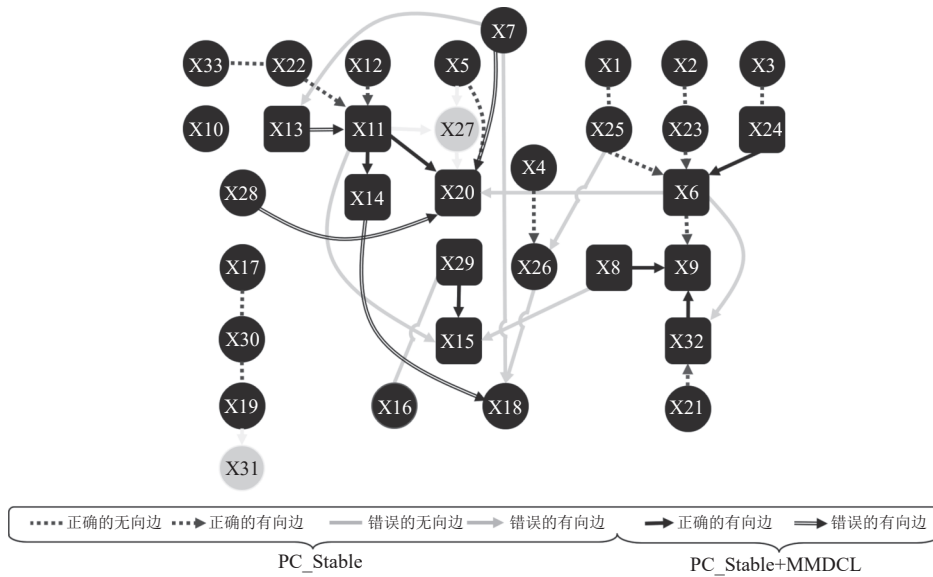 X7
X33 X22 X12 X5 X1 X2 X3
X10 X13 X11 X27 X25 X23 X24
X28 X14 X20 X4 X6
X17 X29 X26 X8 X9
X30 X15 X32
X19 X16 X18 X21
X31
正确的无向边 正确的有向边 错误的无向边 错误的有向边 正确的有向边 错误的有向边
PC_Stable PC_Stable+MMDCL